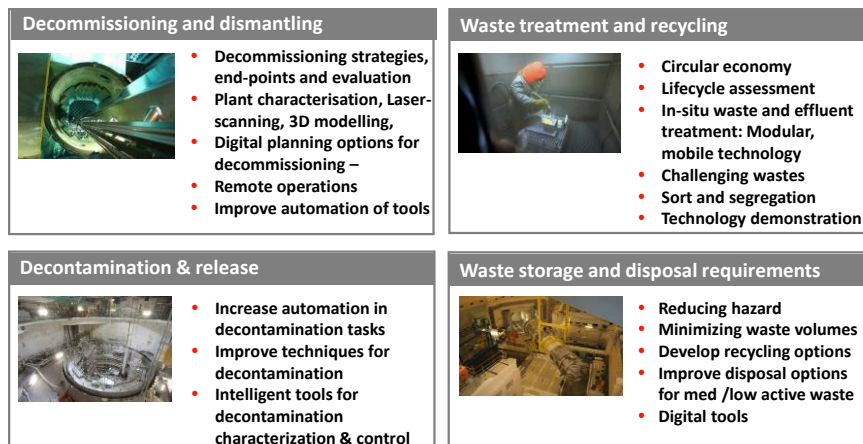 Decommissioning and dismantling
• Decommissioning strategies,
end-points and evaluation
• Plant characterisation, Laser-
scanning, 3D modelling,
• Digital planning options for
decommissioning –
• Remote operations
• Improve automation of tools
Waste treatment and recycling
• Circular economy
• Lifecycle assessment
• In-situ waste and effluent
treatment: Modular,
mobile technology
• Challenging wastes
• Sort and segregation
• Technology demonstration
Decontamination & release
• Increase automation in
decontamination tasks
• Improve techniques for
decontamination
• Intelligent tools for
decontamination
characterization & control
Waste storage and disposal requirements
• Reducing hazard
• Minimizing waste volumes
• Develop recycling options
• Improve disposal options
for med /low active waste
• Digital tools